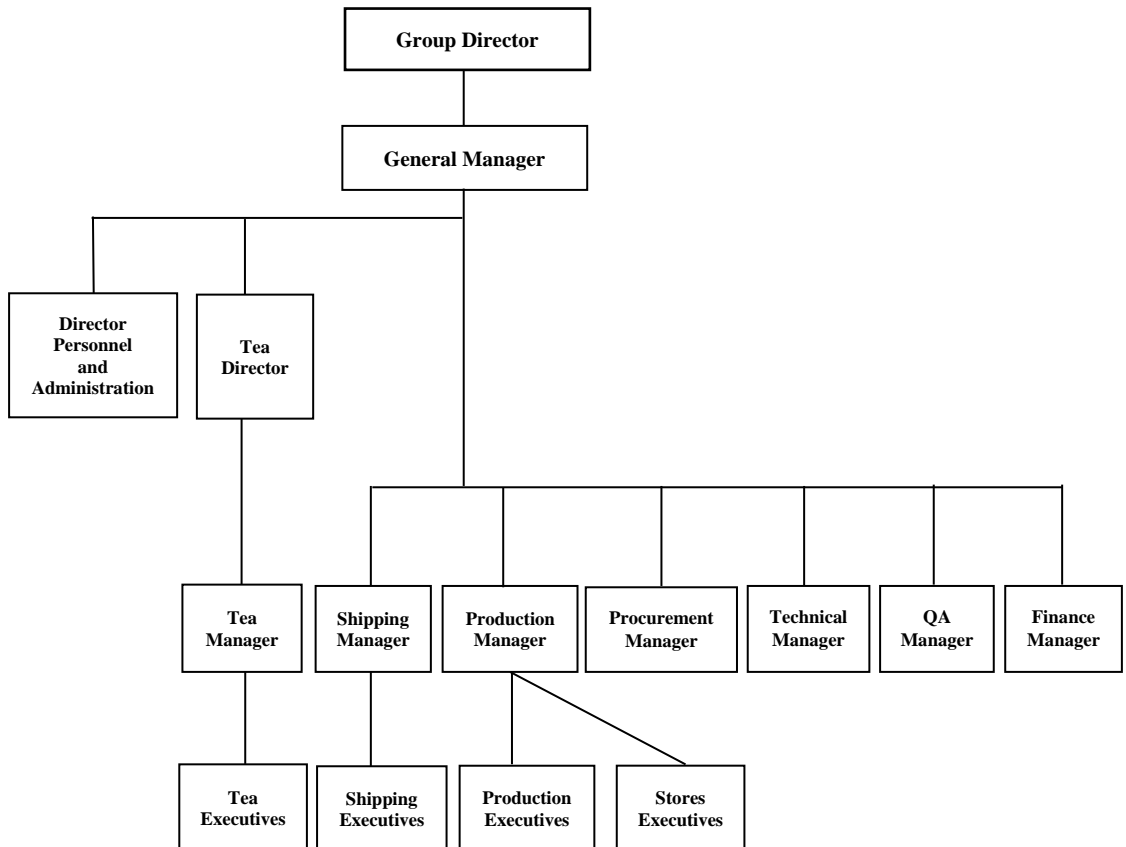 Group Director
General Manager
Director
Personnel
and
Administration
Tea
Director
Tea
Manager
Shipping
Manager
Production
Manager
Procurement
Manager
Technical
Manager
QA
Manager
Finance
Manager
Tea
Executives
Shipping
Executives
Production
Executives
Stores
Executives